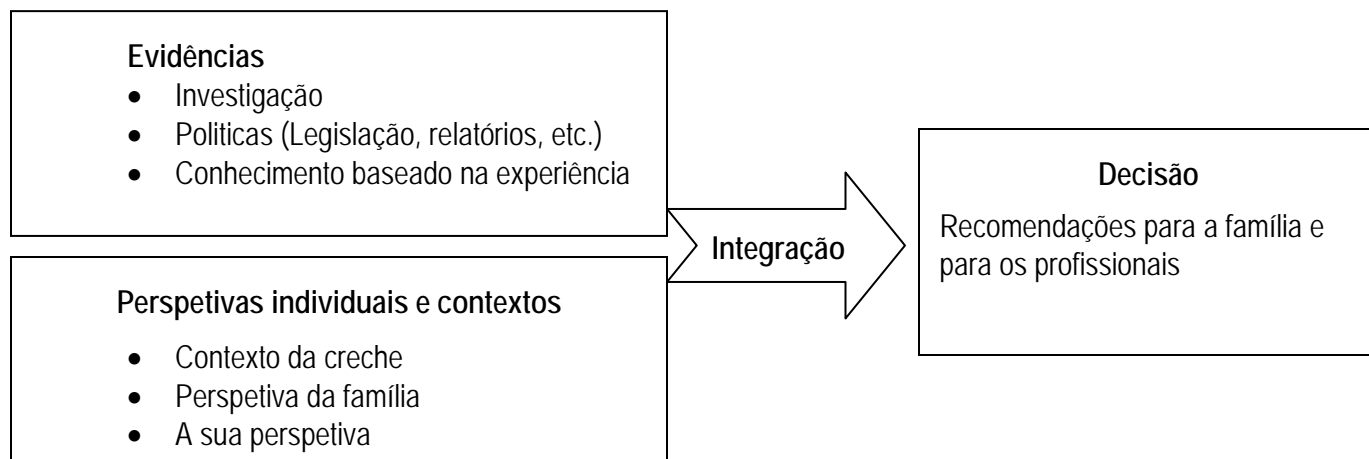 Evidências
• Investigação
• Politicas (Legislação, relatórios, etc.)
• Conhecimento baseado na experiência
Perspetivas individuais e contextos
• Contexto da creche
• Perspetiva da família
• A sua perspetiva
Integração
Decisão
Recomendações para a família e
para os profissionais